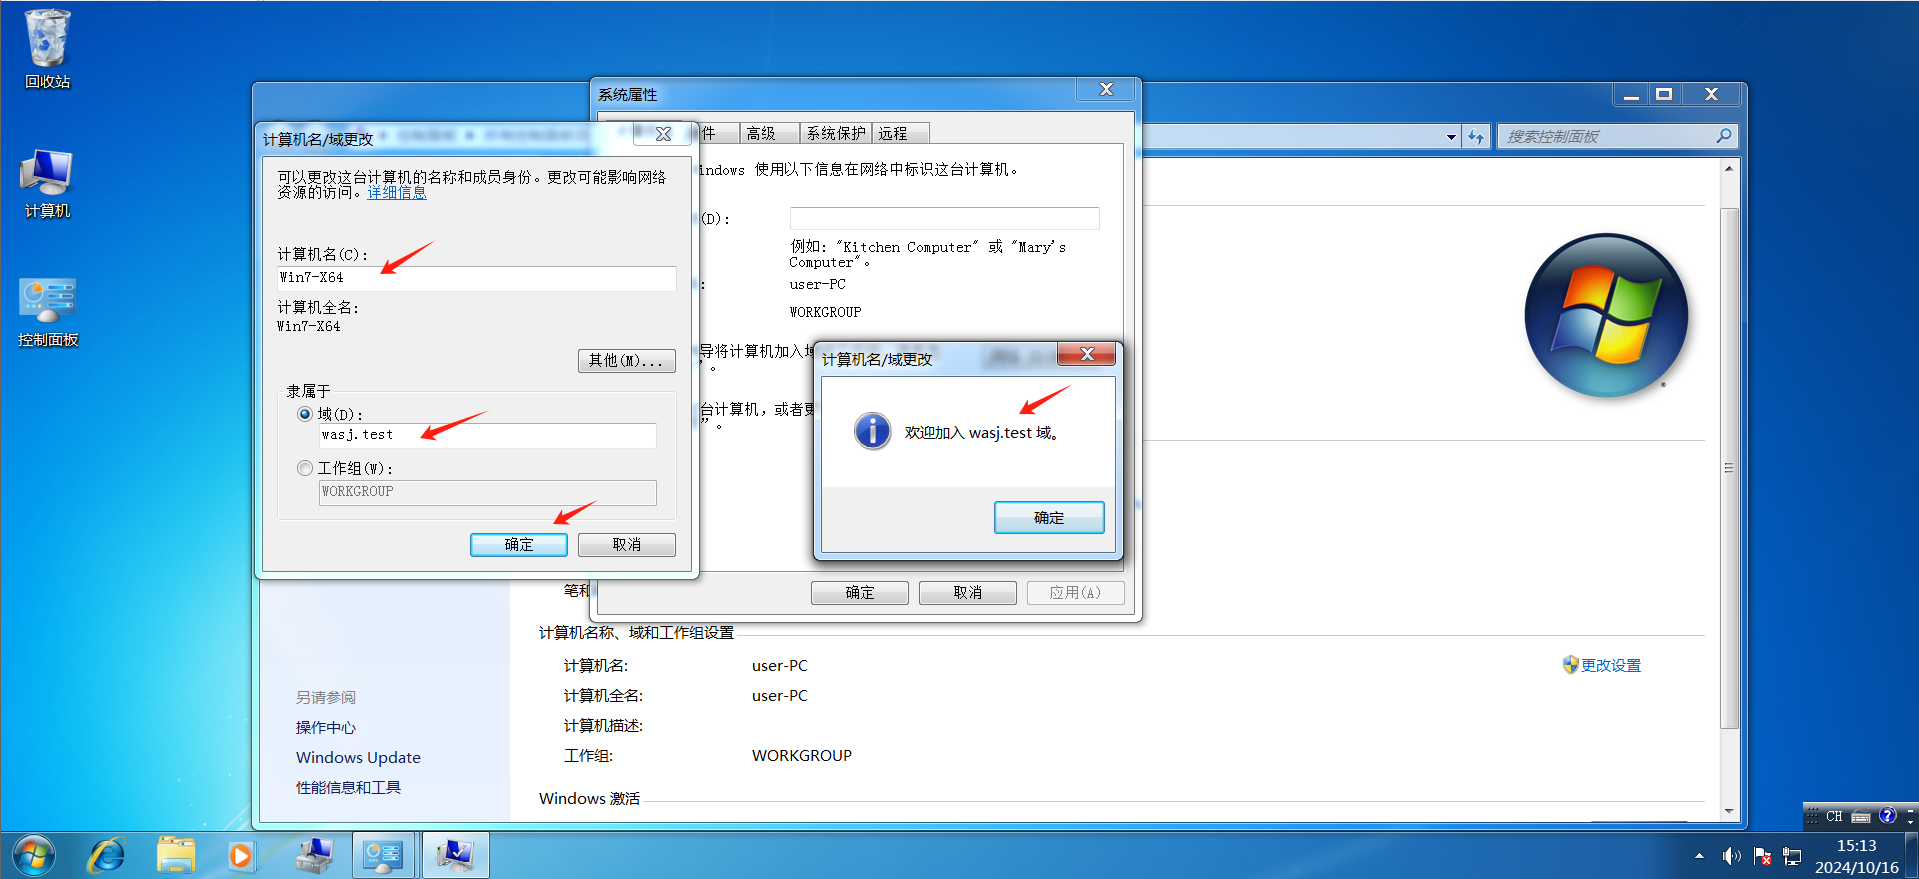 回收站
计算机
控制面板
搜索控制面板
系统属性
件
高级
系统保护
远程
indows 使用以下信息在网络中标识这台计算机。
(D):
例如: "Kitchen Computer" 或 "Mary's
Computer"。
:
user-PC
WORKGROUP
导将计算机加入域
”。
台计算机，或者更
”。
确定
取消
应用(A)
计算机名/域更改
可以更改这台计算机的名称和成员身份。更改可能影响网络
资源的访问。详细信息
计算机名(C):
Win7-X64
计算机全名:
Win7-X64
其他(M)...
隶属于
域(D):
wasj.test
工作组(W):
WORKGROUP
确定
取消
计算机名/域更改
欢迎加入 wasj.test 域。
确定
笔和
计算机名称、域和工作组设置
计算机名:
user-PC
更改设置
计算机全名:
user-PC
计算机描述:
工作组:
WORKGROUP
Windows 激活
另请参阅
操作中心
Windows Update
性能信息和工具
CH
15:13
2024/10/16